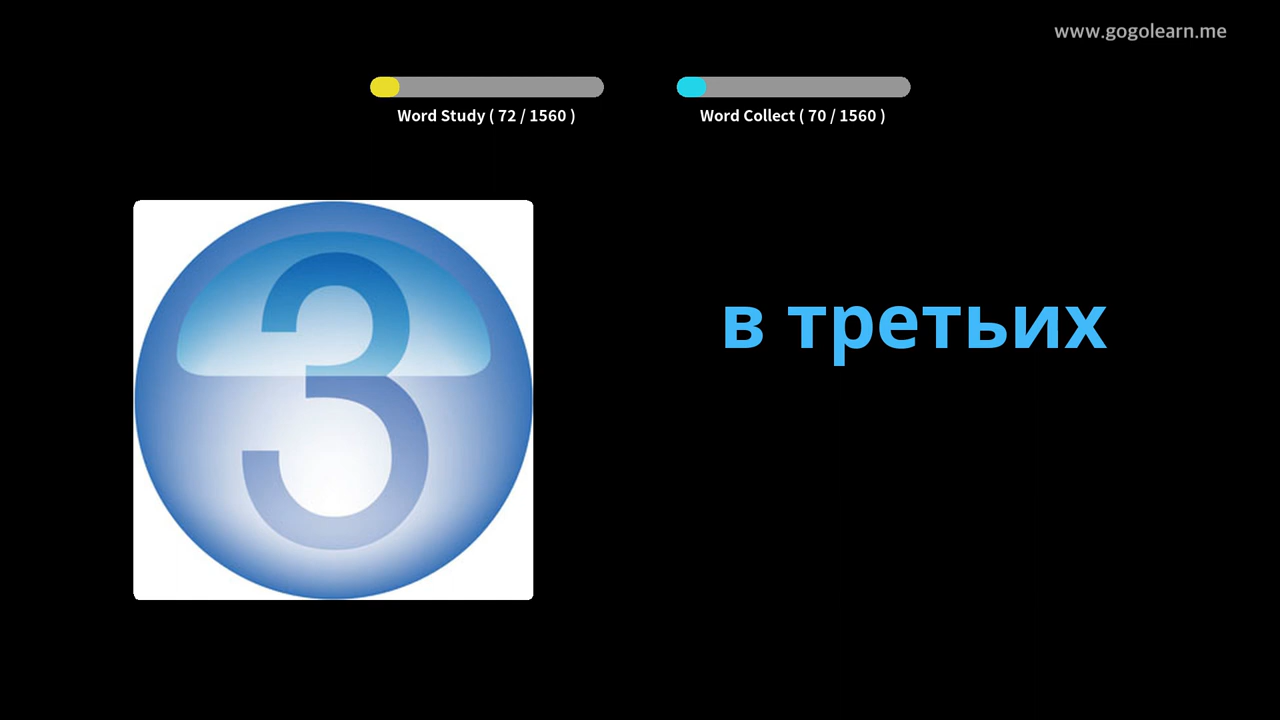 www.gogolearn.me
Word Study ( 72 / 1560 )
Word Collect ( 70 / 1560 )
3
в третьих